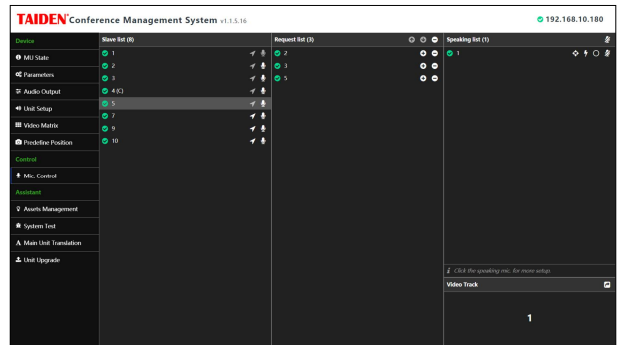 TAIDEN Conference Management System v1.1.5.16
192.168.10.180
Device
MU State
Parameters
Audio Output
Unit Setup
Video Matrix
Predefine Position
Control
Mic. Control
Assistant
Assets Management
System Test
Main Unit Translation
Unit Upgrade
Slave list (8)
1
2
3
4 (C)
5
7
9
10
Request list (3)
2
3
5
Speaking list (1)
1
Click the speaking mic. for more setup.
Video Track
1